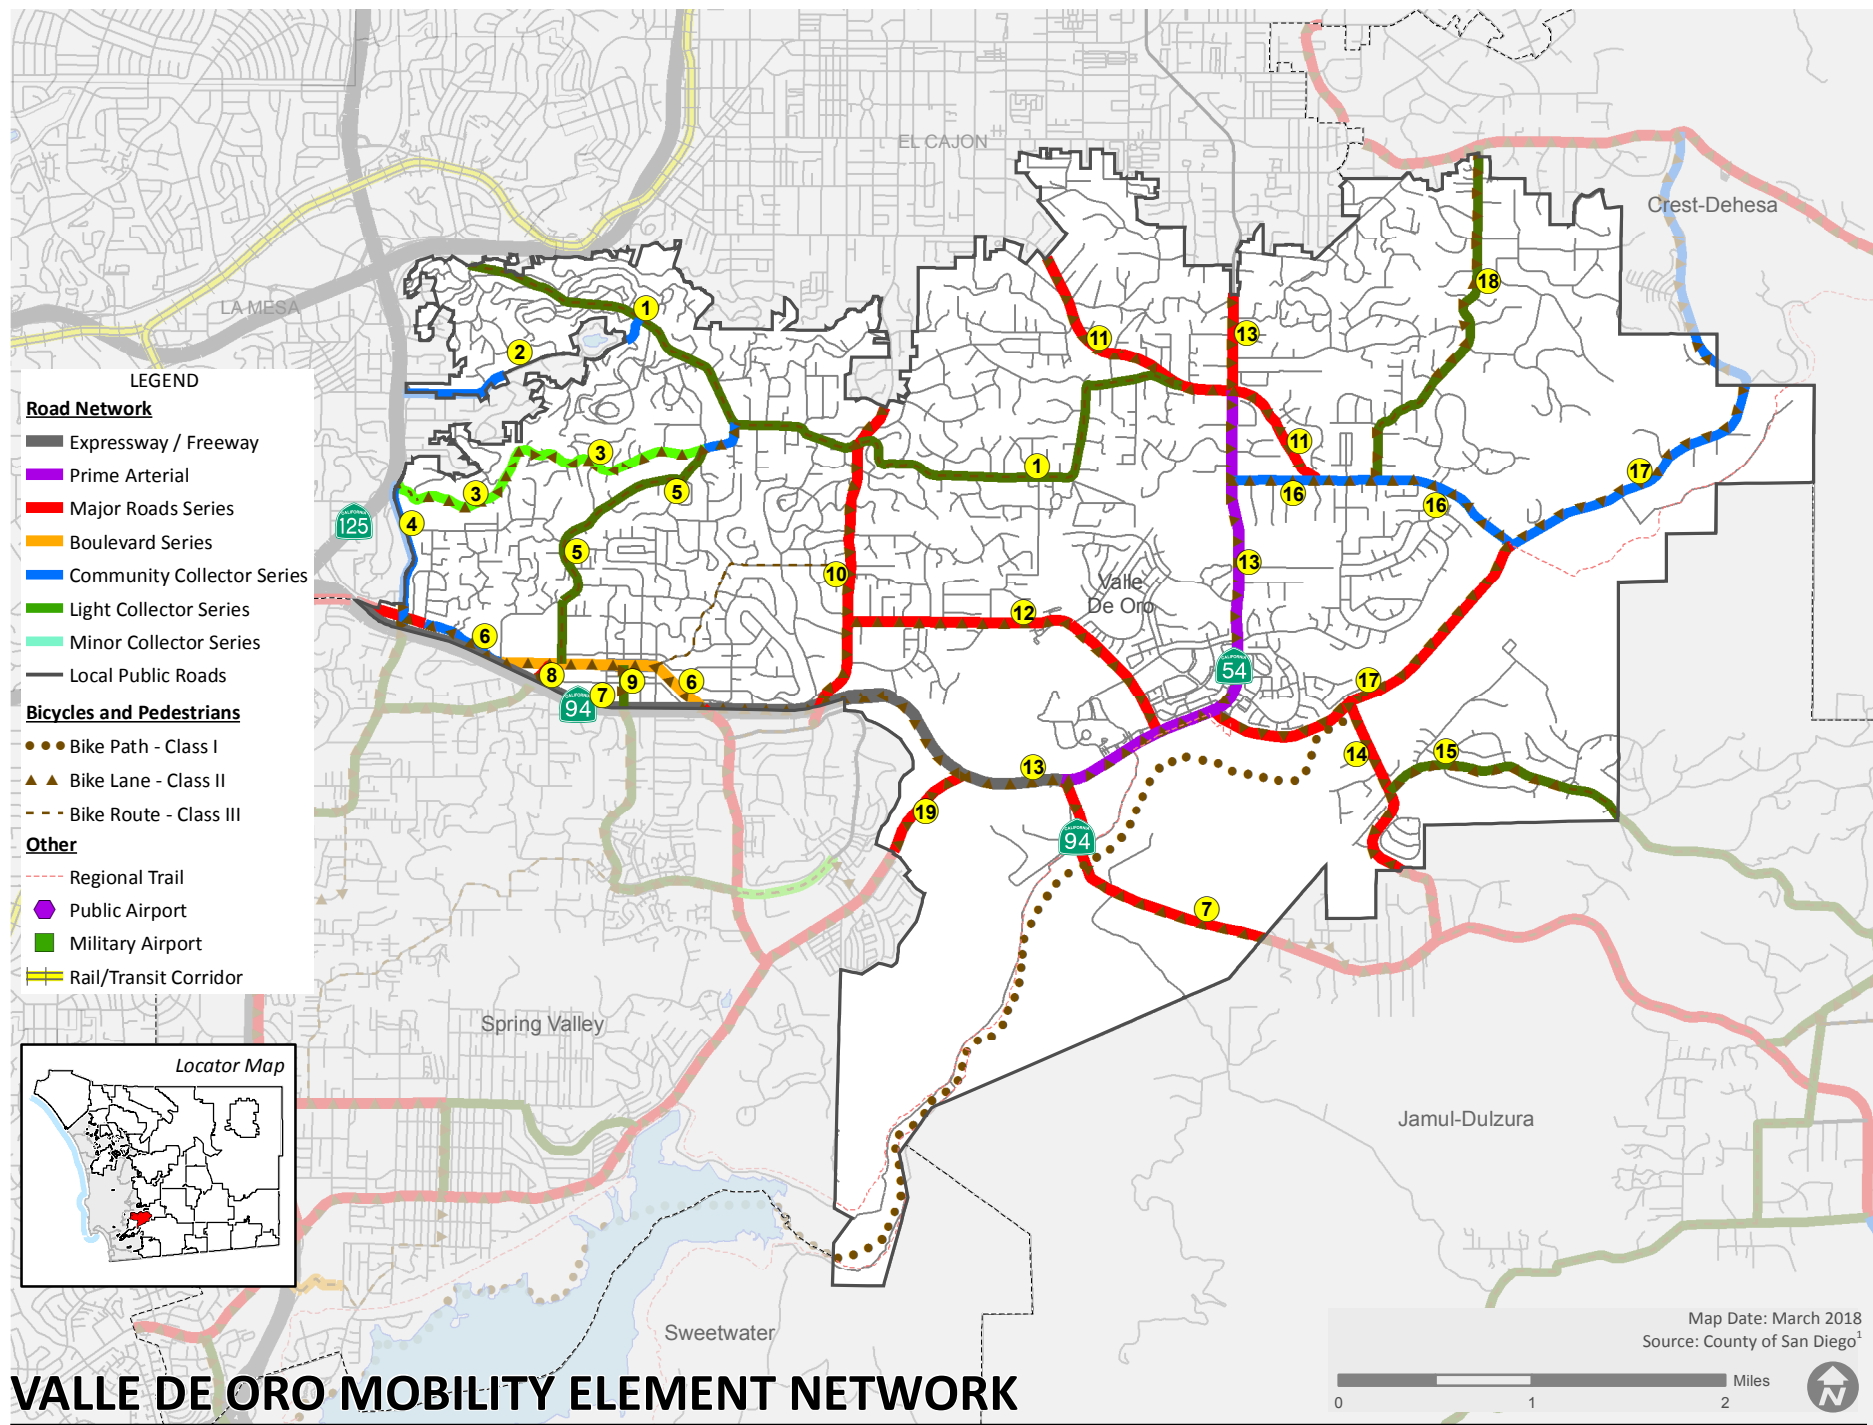 EL CAJON
Crest-Dehesa
LA MESA
1
18
2
11
13
LEGEND
Road Network
Expressway / Freeway
Prime Arterial
Major Roads Series
Boulevard Series
Community Collector Series
Light Collector Series
Minor Collector Series
Local Public Roads
Bicycles and Pedestrians
Bike Path - Class I
Bike Lane - Class II
Bike Route - Class III
Other
Regional Trail
Public Airport
Military Airport
Rail/Transit Corridor
3
11
1
17
3
5
16
16
CALIFORNIA
125
4
5
13
10
Valle
De Oro
12
6
CALIFORNIA
54
8
9
6
17
7
CALIFORNIA
94
13
14
15
19
CALIFORNIA
94
7
Spring Valley
Locator Map
Jamul-Dulzura
Sweetwater
Map Date: March 2018
Source: County of San Diego1
Miles
0 1 2
N
VALLE DE ORO MOBILITY ELEMENT NETWORK